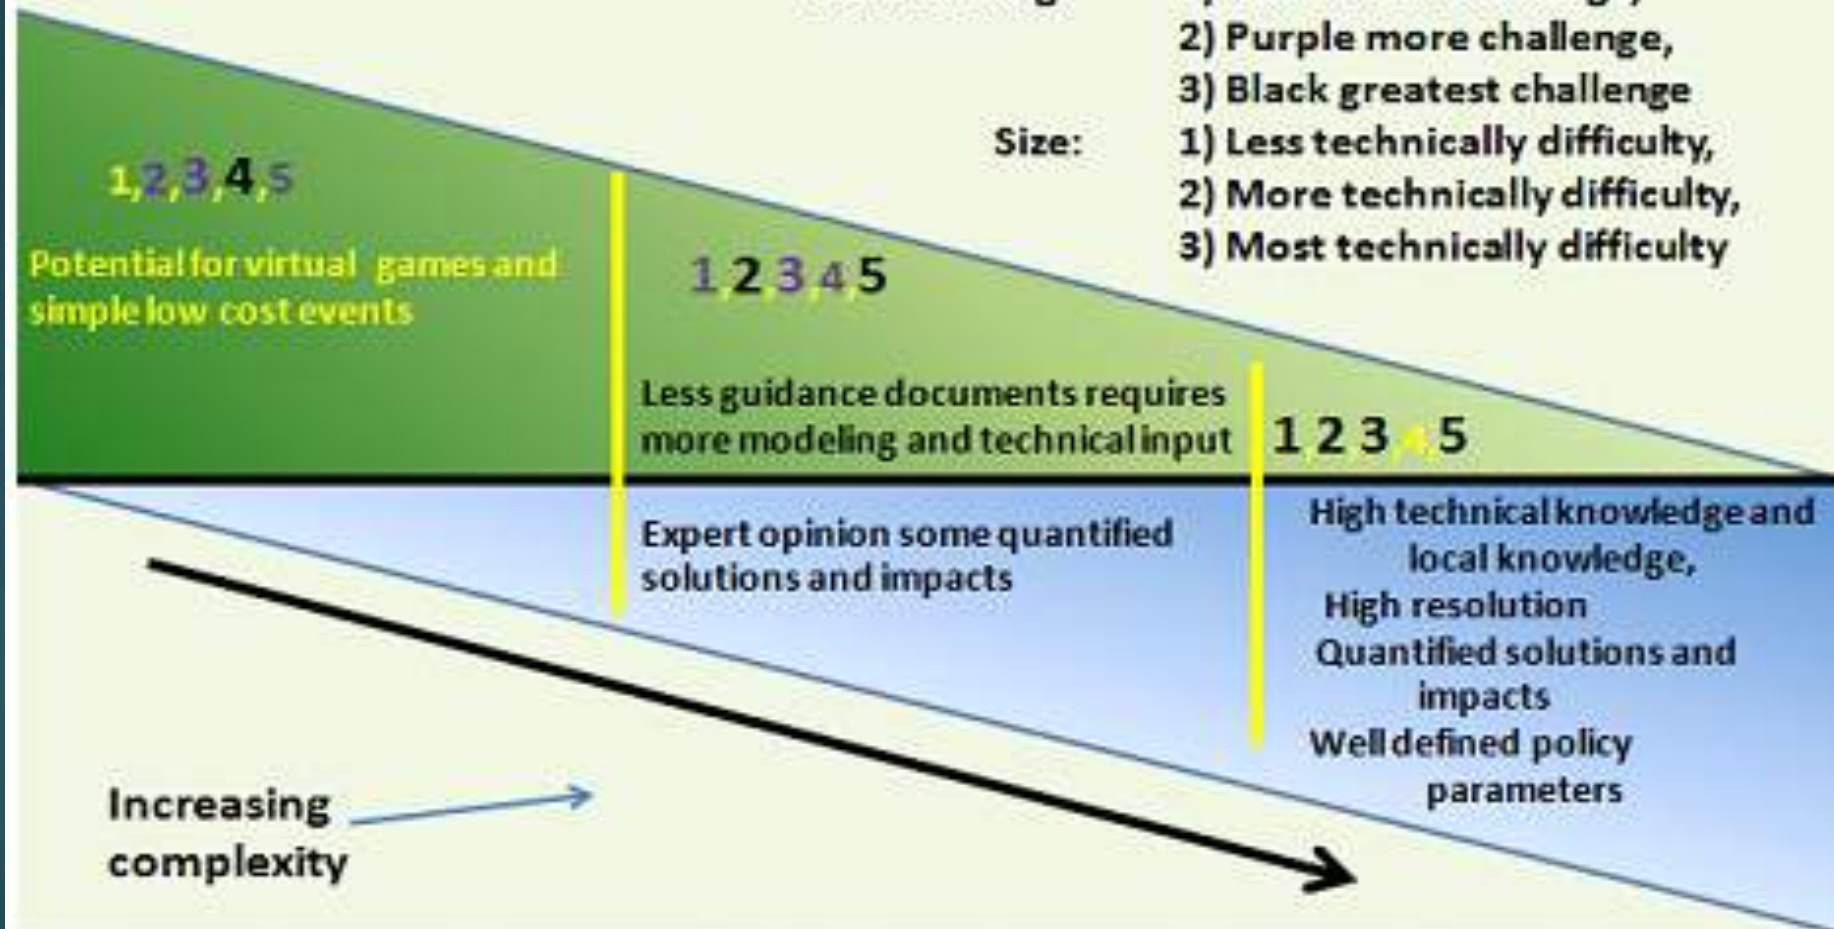 2) Purple more challenge,
3) Black greatest challenge
Size: 1) Less technically difficulty,
2) More technically difficulty,
3) Most technically difficulty
1,2,3,4,5
Potential for virtual games and
simple low cost events
1,2,3,4,5
Less guidance documents requires
more modeling and technical input
1 2 3 4 5
Expert opinion some quantified
solutions and impacts
High technical knowledge and
local knowledge,
High resolution
Quantified solutions and
impacts
Well defined policy
parameters
Increasing
complexity